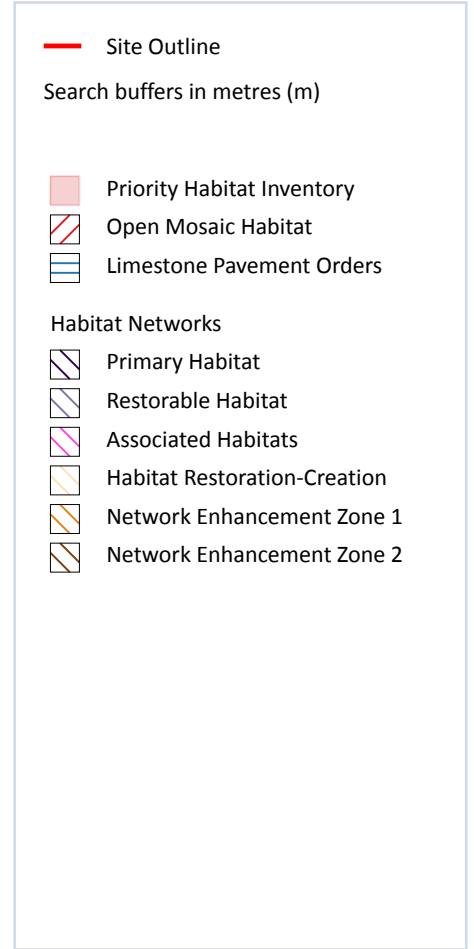 Site Outline
Search buffers in metres (m)
Priority Habitat Inventory
Open Mosaic Habitat
Limestone Pavement Orders
Habitat Networks
Primary Habitat
Restorable Habitat
Associated Habitats
Habitat Restoration-Creation
Network Enhancement Zone 1
Network Enhancement Zone 2